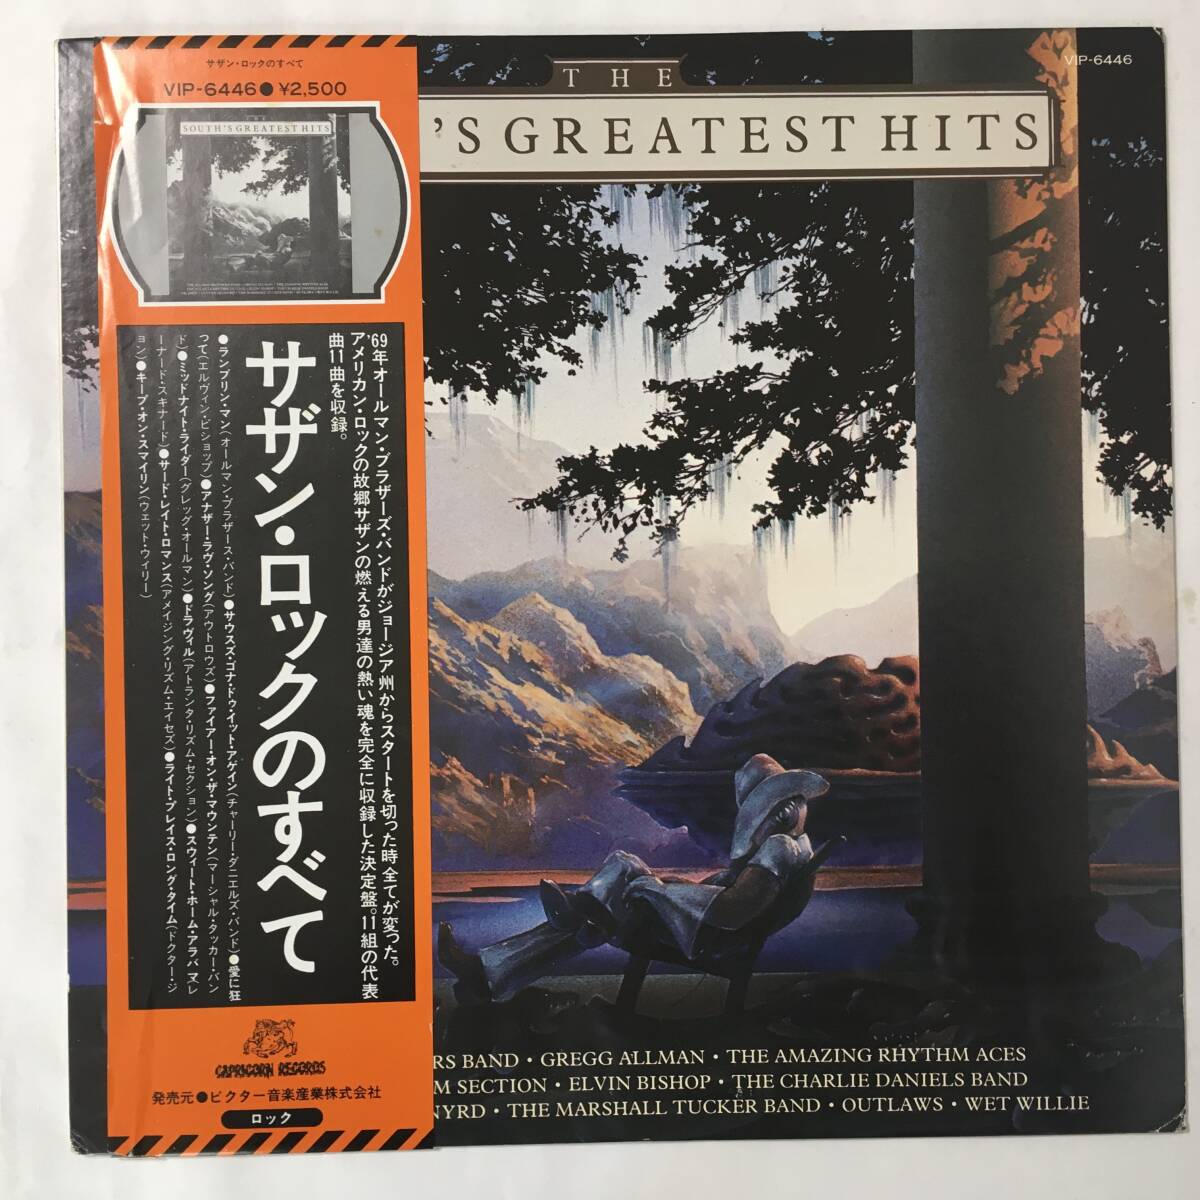 サザン・ロックのすべて
VIP-6446●¥2,500
THE
SOUTH'S GREATEST HITS
'69年オールマン・ブラザーズ・バンドがジョージア州からスタートを切った時全てが変った。
アメリカン・ロックの故郷サザンの燃える男達の熱い魂を完全に収録した決定盤。11組の代表
曲11曲を収録。
サザン・ロックのすべて
●ランブリン・マン(オールマン・ブラザース・バンド)●サウスズ・ゴナ・ドゥ・イット・アゲイン(チャーリー・ダニエルズ・バンド)●愛に狂
って(エルヴィン・ビショップ)●アナザー・ラヴ・ソング(アウトロウズ)●ファイアー・オン・ザ・マウンテン(マーシャル・タッカー・バン
ド)●ミッドナイト・ライダー(グレッグ・オールマン)●ドラヴィル(アトランタ・リズム・セクション)●スウィート・ホーム・アラバマ(レ
ーナード・スキナード)●サード・レイト・ロマンス(アメイジング・リズム・エイセズ)●ライト・プレイス・ロング・タイム(ドクター・ジ
ョン)●キープ・オン・スマイリン(ウェット・ウィリー)
CAPRICORN RECORDS
発売元●ビクター音楽産業株式会社
ロック
VIP-6446
THE
'S GREATEST HITS
RS BAND · GREGG ALLMAN · THE AMAZING RHYTHM ACES
M SECTION · ELVIN BISHOP · THE CHARLIE DANIELS BAND
NYRD · THE MARSHALL TUCKER BAND · OUTLAWS · WET WILLIE